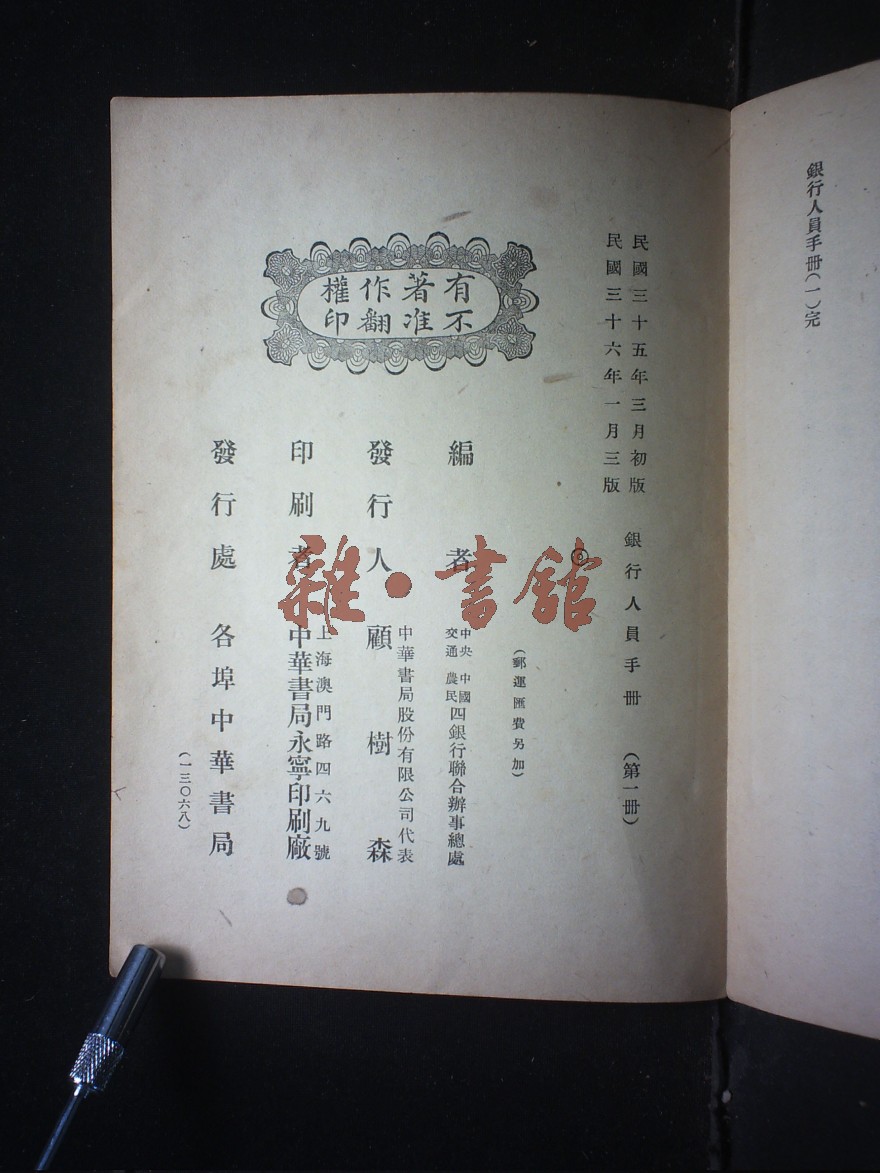 銀行人員手册(一)完
民國三十五年三月初版
民國三十六年一月三版
銀行人員手册 (第一册)
◎
(郵運匯費另加)
編者 中央 中國 交通 農民 四銀行聯合辦事總處
中華書局股份有限公司代表
發行人 顧樹森
上海澳門路四六九號
印刷者 中華書局永寧印刷廠
發行處 各埠中華書局
(一三〇六八)
有著作權
不准翻印
雜·書館